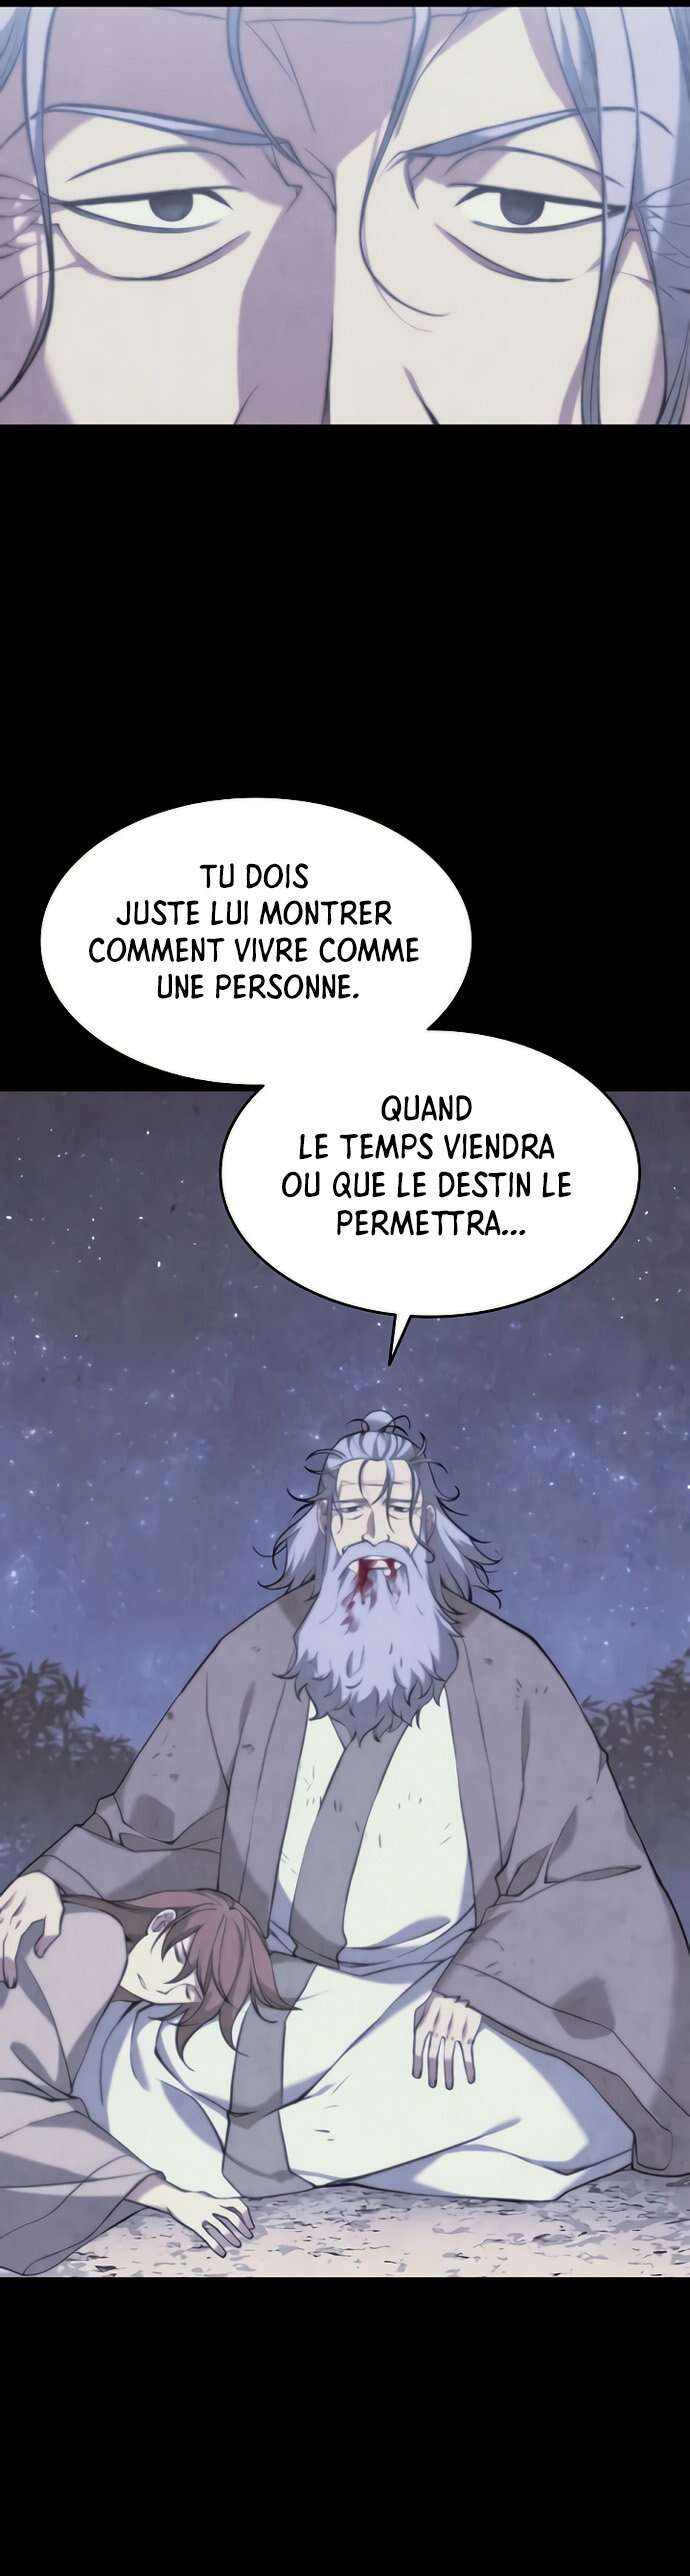 TU DOIS
JUSTE LUI MONTRER
COMMENT VIVRE COMME
UNE PERSONNE.
QUAND
LE TEMPS VIENDRA
OU QUE LE DESTIN LE
PERMETTRA...